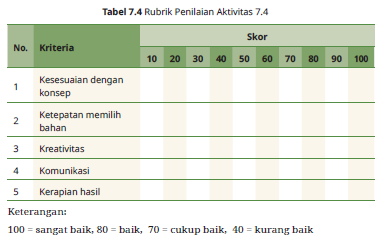 Tabel 7.4 Rubrik Penilaian Aktivitas 7.4
No. Kriteria Skor
10 20 30 40 50 60 70 80 90 100
1 Kesesuaian dengan
konsep
2 Ketepatan memilih
bahan
3 Kreativitas
4 Komunikasi
5 Kerapian hasil
Keterangan:
100 = sangat baik, 80 = baik, 70 = cukup baik, 40 = kurang baik